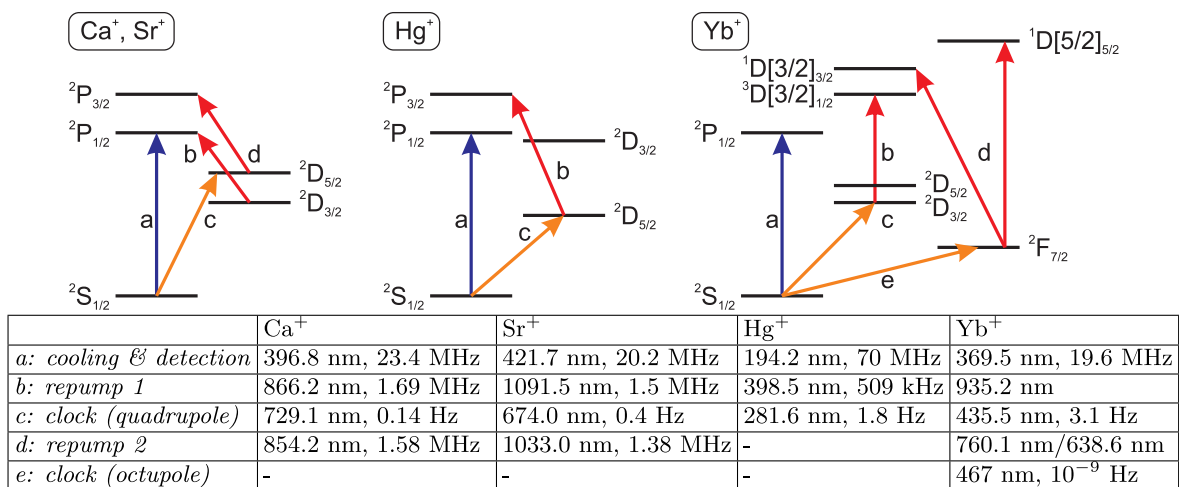 Ca⁺, Sr⁺
²P₃/₂
²P₁/₂
b
d
²D₅/₂
²D₃/₂
a
c
²S₁/₂
Hg⁺
²P₃/₂
²P₁/₂
²D₃/₂
b
²D₅/₂
a
c
²S₁/₂
Yb⁺
¹D[5/2]₅/₂
¹D[3/2]₃/₂
³D[3/2]₁/₂
²P₁/₂
b
d
²D₅/₂
²D₃/₂
a
c
²F₇/₂
e
²S₁/₂
Ca⁺ Sr⁺ Hg⁺ Yb⁺
a: cooling & detection 396.8 nm, 23.4 MHz 421.7 nm, 20.2 MHz 194.2 nm, 70 MHz 369.5 nm, 19.6 MHz
b: repump 1 866.2 nm, 1.69 MHz 1091.5 nm, 1.5 MHz 398.5 nm, 509 kHz 935.2 nm
c: clock (quadrupole) 729.1 nm, 0.14 Hz 674.0 nm, 0.4 Hz 281.6 nm, 1.8 Hz 435.5 nm, 3.1 Hz
d: repump 2 854.2 nm, 1.58 MHz 1033.0 nm, 1.38 MHz - 760.1 nm/638.6 nm
e: clock (octupole) - - - 467 nm, 10⁻⁹ Hz